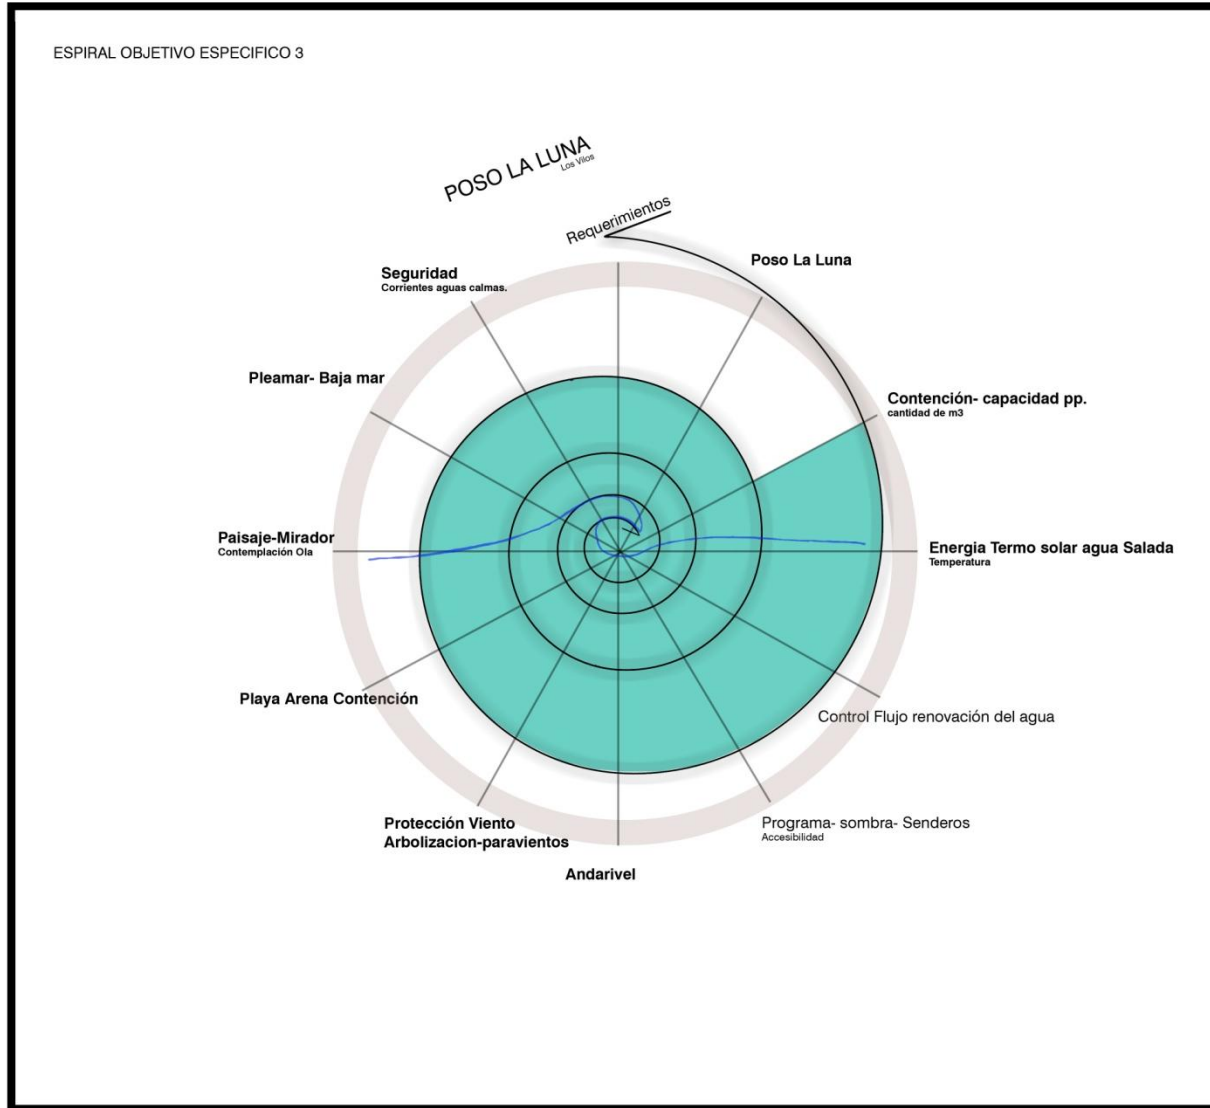 ESPIRAL OBJETIVO ESPECIFICO 3
POSO LA LUNA
Los Vilos
Requerimientos
Poso La Luna
Seguridad
Corrientes aguas calmas.
Pleamar- Baja mar
Contención- capacidad pp.
cantidad de m3
Paisaje-Mirador
Contemplación Ola
Energia Termo solar agua Salada
Temperatura
Playa Arena Contención
Control Flujo renovación del agua
Protección Viento
Arbolizacion-paravientos
Programa- sombra- Senderos
Accesibilidad
Andarivel